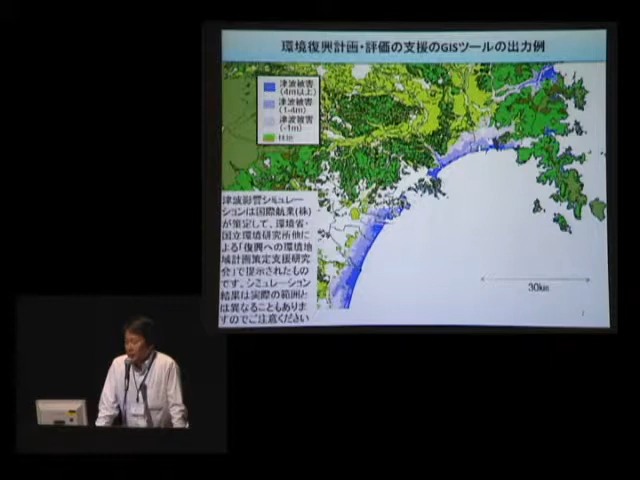 環境復興計画・評価の支援のGISツールの出力例
津波被害
(4m以上)
津波被害
(1-4m)
津波被害
(-1m)
森林
津波影響シミュレー
ションは国際航業(株)
が策定して、環境省・
国立環境研究所他に
よる「復興への環境地
域計画策定支援研究
会」で提示されたもの
です。シミュレーション
結果は実際の範囲と
は異なることもありま
すのでご注意ください
30km